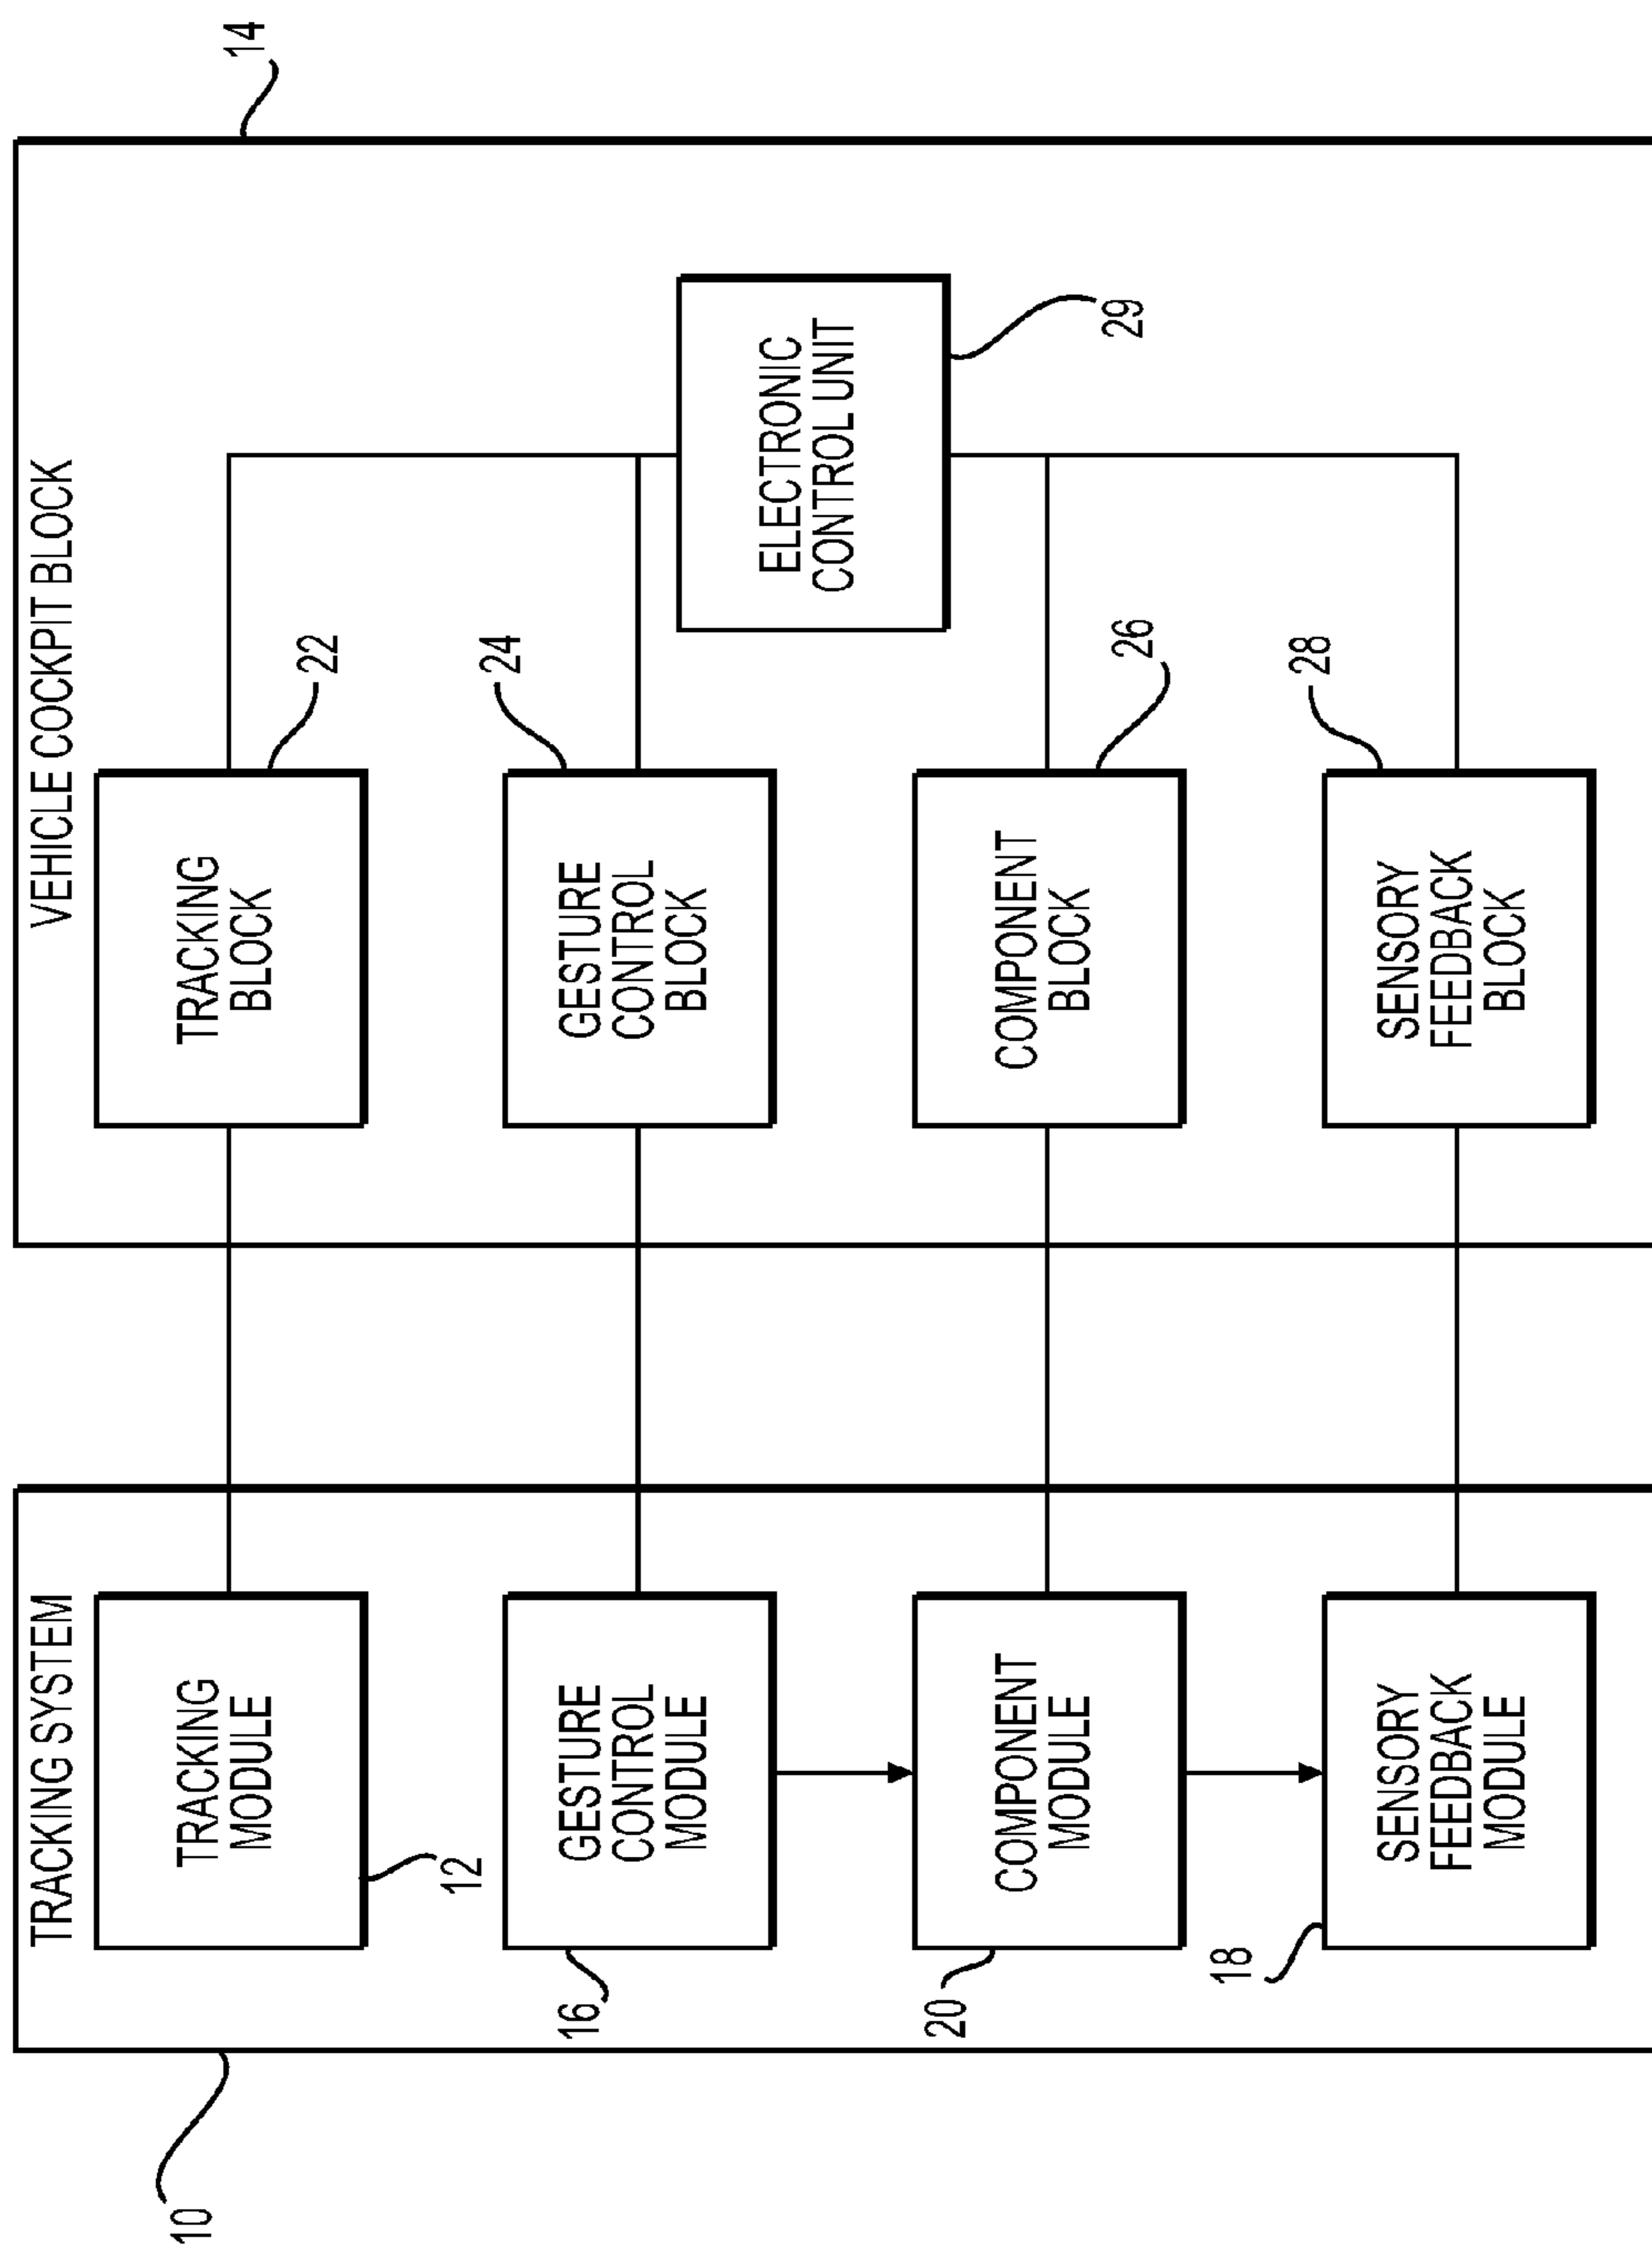 TRACKING SYSTEM
10
TRACKING
MODULE
12
GESTURE
CONTROL
MODULE
16
COMPONENT
MODULE
20
SENSORY
FEEDBACK
MODULE
18
VEHICLE COCKPIT BLOCK
14
TRACKING
BLOCK
22
GESTURE
CONTROL
BLOCK
24
COMPONENT
BLOCK
26
SENSORY
FEEDBACK
BLOCK
28
ELECTRONIC
CONTROL UNIT
29